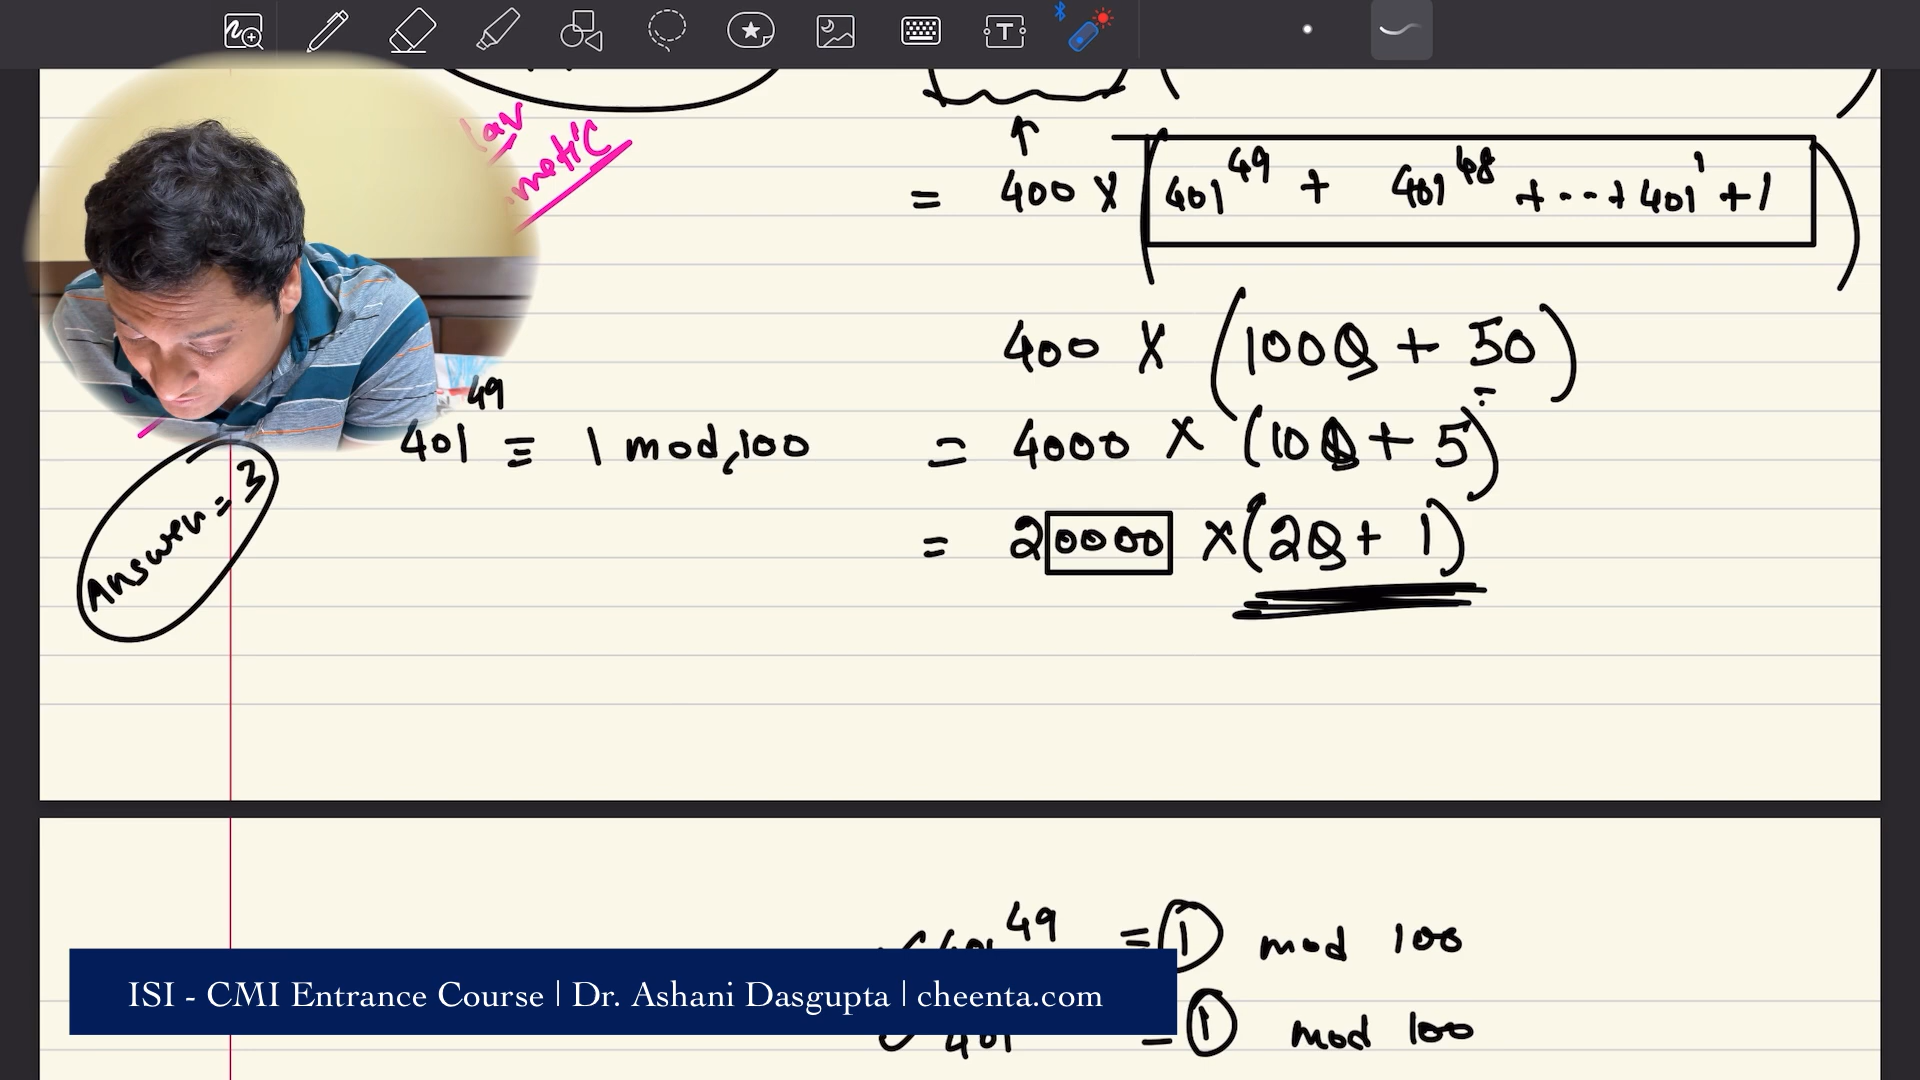 = 400 × ( 401^49 + 401^48 + --- + 401^1 + 1 )
400 × ( 100Q + 50 )
401^49 ≡ 1 mod, 100
= 4000 × ( 10Q + 5 )
Answer = 3
= 20000 × ( 2Q + 1 )
401^49 ≡ 1 mod 100
401 = 1 mod 100
ISI - CMI Entrance Course | Dr. Ashani Dasgupta | cheenta.com